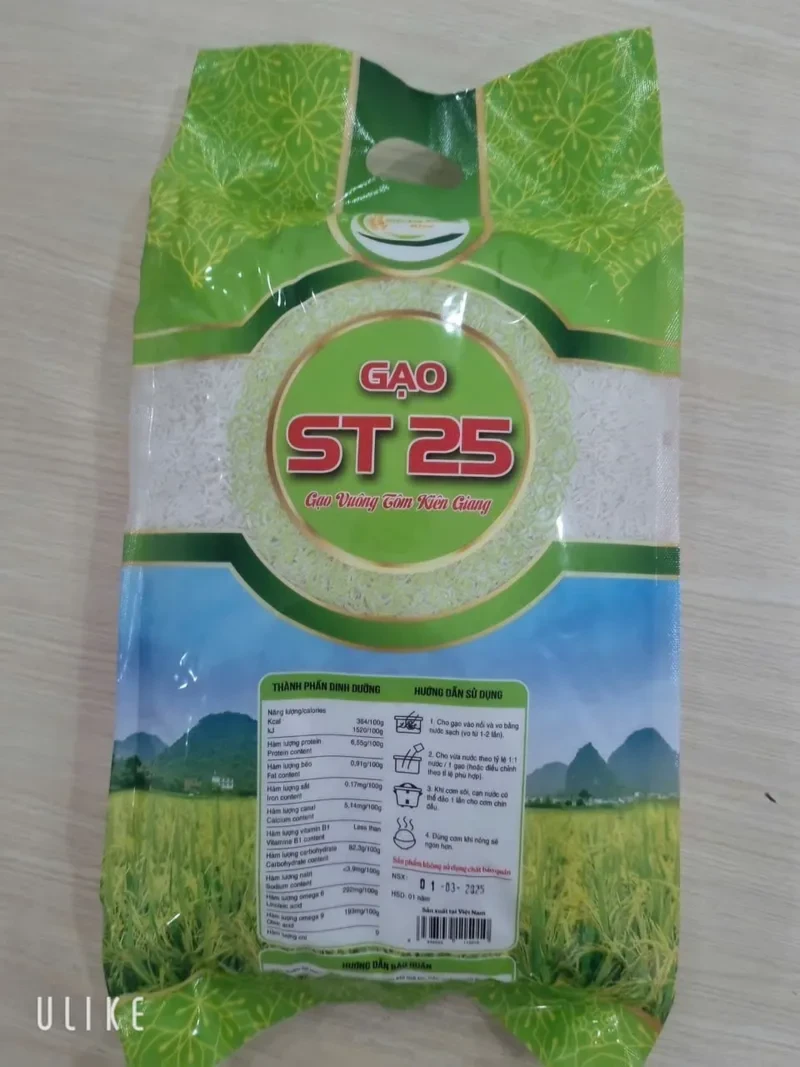 GẠO
ST 25
Gạo Vuông Tôm Kiên Giang
THÀNH PHẦN DINH DƯỠNG
Năng lượng/calories
Kcal 364/100g
kJ 1520/100g
Hàm lượng protein 6,55g/100g
Protein content
Hàm lượng béo 0,91g/100g
Fat content
Hàm lượng sắt 0.17mg/100g
Iron content
Hàm lượng canxi 5,14mg/100g
Calcium content
Hàm lượng vitamin B1 Less than
Vitamins B1 content
Hàm lượng carbohydrate 82,3g/100g
Carbohydrate content
Hàm lượng natri <3,9mg/100g
Sodium content
Hàm lượng omega 6 202mg/100g
Linoleic acid
Hàm lượng omega 9 183mg/100g
Oleic acid
Hàm lượng chì 0
HƯỚNG DẪN SỬ DỤNG
1. Cho gạo vào nồi và vo bằng
nước sạch (vo từ 1-2 lần).
2. Cho vừa nước theo tỷ lệ 1:1
nước / 1 gạo (hoặc điều chỉnh
theo tỉ lệ phù hợp).
3. Khi cơm sôi, cạn nước có
thể đảo 1 lần cho cơm chín
đều.
4. Dùng cơm khi nóng sẽ
ngon hơn.
Sản phẩm không sử dụng chất bảo quản
NSX: 01-03-2025
HSD: 01 năm
Sản xuất tại Việt Nam
HƯỚNG DẪN BẢO QUẢN
ULIKE